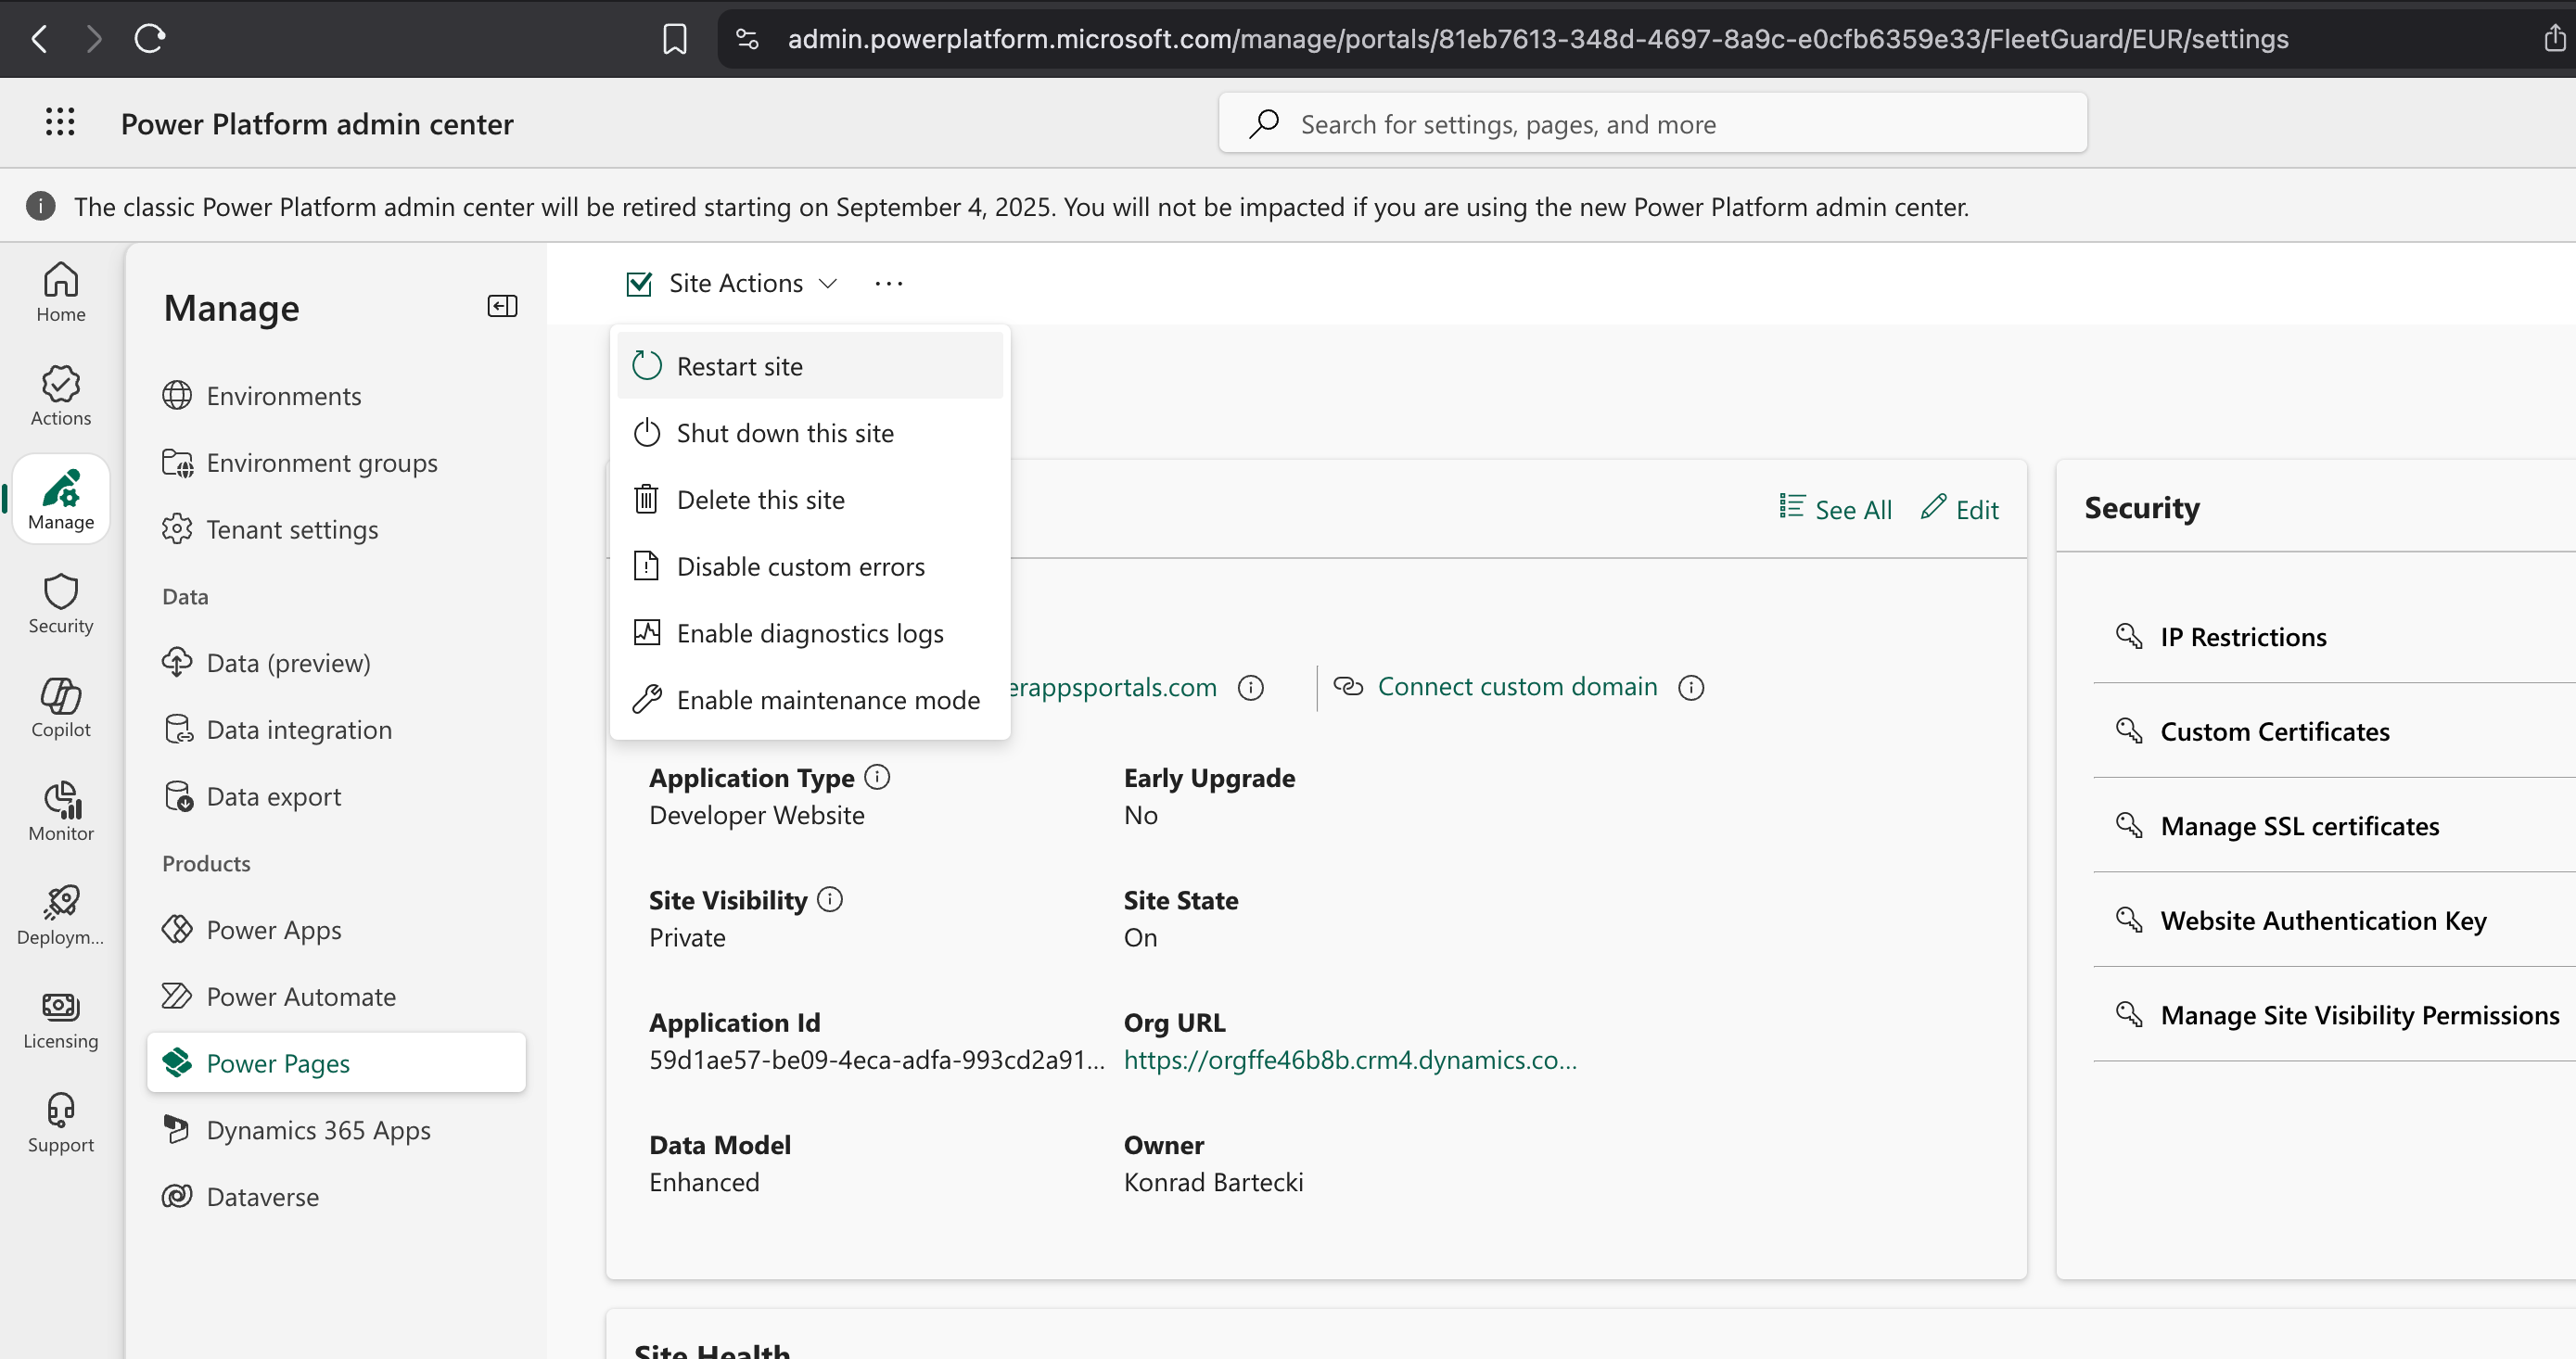 admin.powerplatform.microsoft.com/manage/portals/81eb7613-348d-4697-8a9c-e0cfb6359e33/FleetGuard/EUR/settings
Power Platform admin center
Search for settings, pages, and more
The classic Power Platform admin center will be retired starting on September 4, 2025. You will not be impacted if you are using the new Power Platform admin center.
Home
Actions
Manage
Security
Copilot
Monitor
Deploym...
Licensing
Support
Manage
Environments
Environment groups
Tenant settings
Data
Data (preview)
Data integration
Data export
Products
Power Apps
Power Automate
Power Pages
Dynamics 365 Apps
Dataverse
Site Actions
Restart site
Shut down this site
Delete this site
Disable custom errors
Enable diagnostics logs
Enable maintenance mode
See All
Edit
erappsportals.com
Connect custom domain
Application Type
Developer Website
Early Upgrade
No
Site Visibility
Private
Site State
On
Application Id
59d1ae57-be09-4eca-adfa-993cd2a91...
Org URL
https://orgffe46b8b.crm4.dynamics.co...
Data Model
Enhanced
Owner
Konrad Bartecki
Security
IP Restrictions
Custom Certificates
Manage SSL certificates
Website Authentication Key
Manage Site Visibility Permissions
Site Health